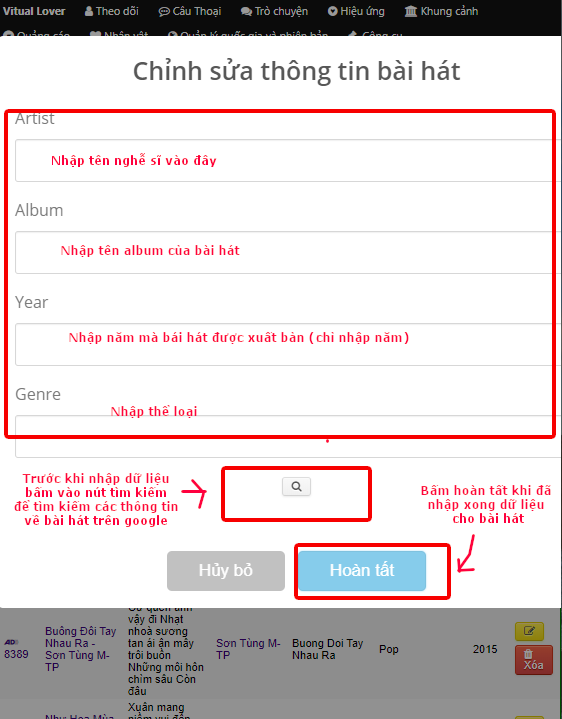 Vitual Lover Theo dõi Câu Thoại Trò chuyện Hiệu ứng Khung cảnh
Quảng cáo Nhân vật Quản lý quốc gia và phiên bản Công cụ
Chỉnh sửa thông tin bài hát
Artist
Nhập tên nghễ sĩ vào đây
Album
Nhập tên album của bài hát
Year
Nhập năm mà bái hát được xuất bản (chỉ nhập năm)
Genre
Nhập thể loại
Trước khi nhập dữ liệu
bấm vào nút tìm kiếm
để tìm kiếm các thông tin
về bài hát trên google
Bấm hoàn tất khi đã
nhập xong dữ liệu
cho bài hát
Hủy bỏ
Hoàn tất
8389
Buông Đôi Tay
Nhau Ra -
Sơn Tùng M-
TP
Cứ quên anh
vậy đi Nhạt
nhoà sương
tan ái ân mây
trôi buồn
Những môi hôn
chìm sâu Còn
đâu
Sơn Tùng M-
TP
Buong Doi Tay
Nhau Ra
Pop
2015
Xóa
Như Hoa Mùa
Xuân mang
niềm vui đến